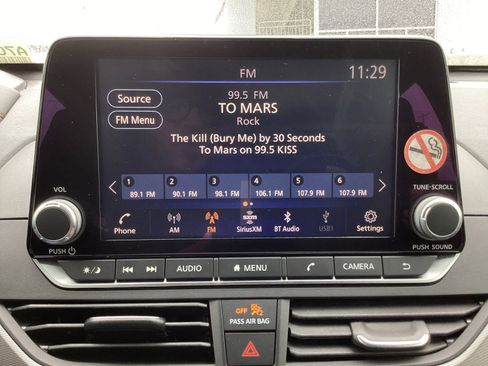 FM
11:29
Source
99.5 FM
TO MARS
Rock
FM Menu
The Kill (Bury Me) by 30 Seconds
To Mars on 99.5 KISS
1 2 3 4 5 6
89.1 FM 90.1 FM 98.1 FM 106.1 FM 107.9 FM 107.9 FM
VOL
TUNE•SCROLL
Phone AM FM SiriusXM BT Audio USB1 Settings
sxm
PUSH
PUSH SOUND
AUDIO MENU CAMERA
OFF
PASS AIR BAG